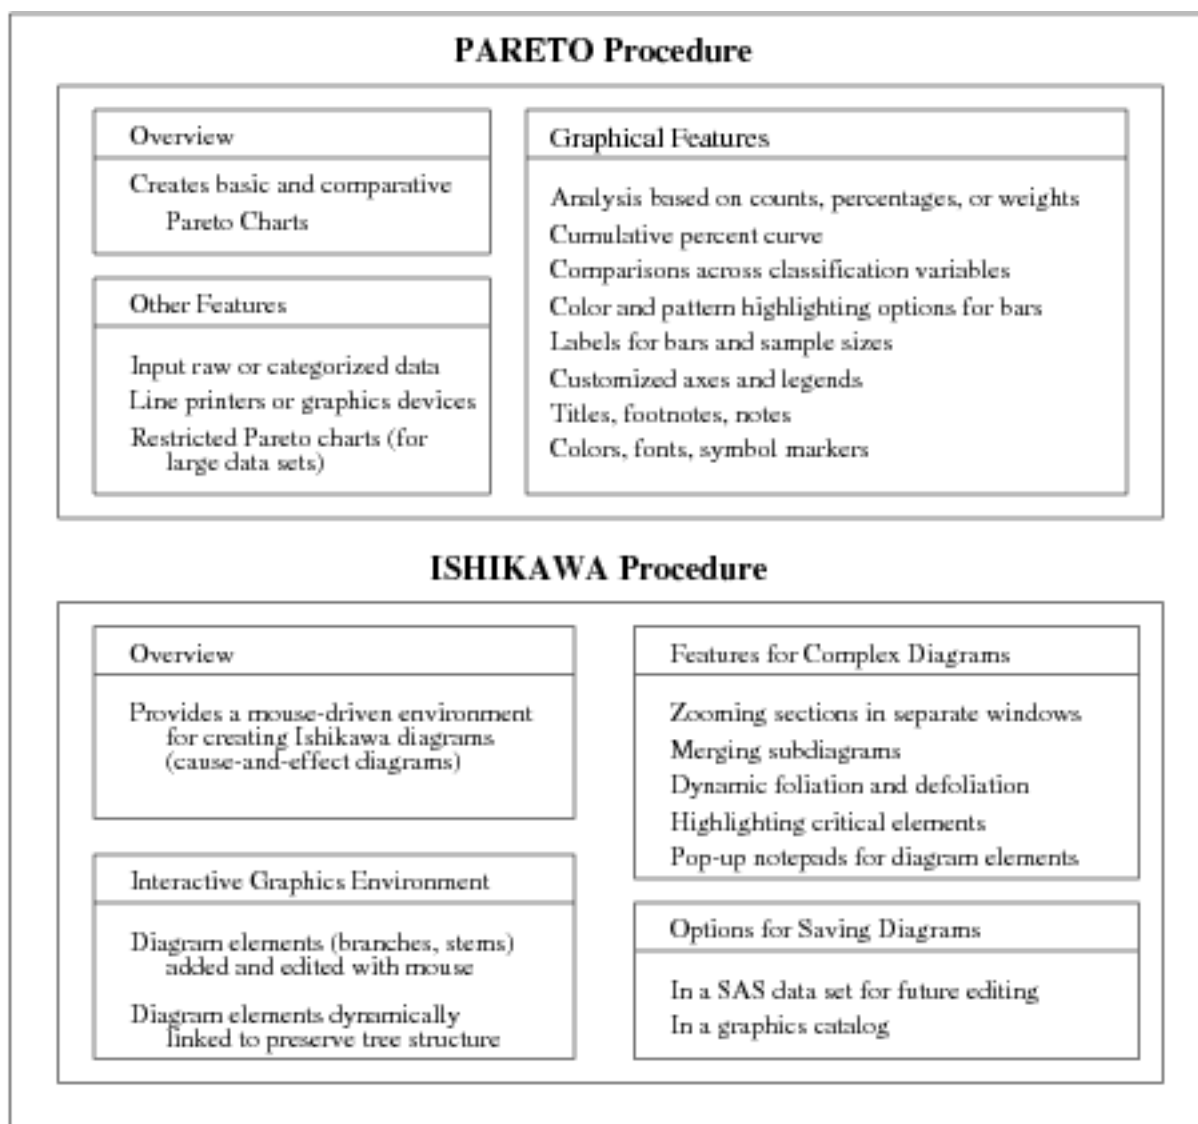 PARETO Procedure
Overview
Creates basic and comparative
Pareto Charts
Other Features
Input raw or categorized data
Line printers or graphics devices
Restricted Pareto charts (for
large data sets)
Graphical Features
Analysis based on counts, percentages, or weights
Cumulative percent curve
Comparisons across classification variables
Color and pattern highlighting options for bars
Labels for bars and sample sizes
Customized axes and legends
Titles, footnotes, notes
Colors, fonts, symbol markers
ISHIKAWA Procedure
Overview
Provides a mouse-driven environment
for creating Ishikawa diagrams
(cause-and-effect diagrams)
Interactive Graphics Environment
Diagram elements (branches, stems)
added and edited with mouse
Diagram elements dynamically
linked to preserve tree structure
Features for Complex Diagrams
Zooming sections in separate windows
Merging subdiagrams
Dynamic foliation and defoliation
Highlighting critical elements
Pop-up notepads for diagram elements
Options for Saving Diagrams
In a SAS data set for future editing
In a graphics catalog